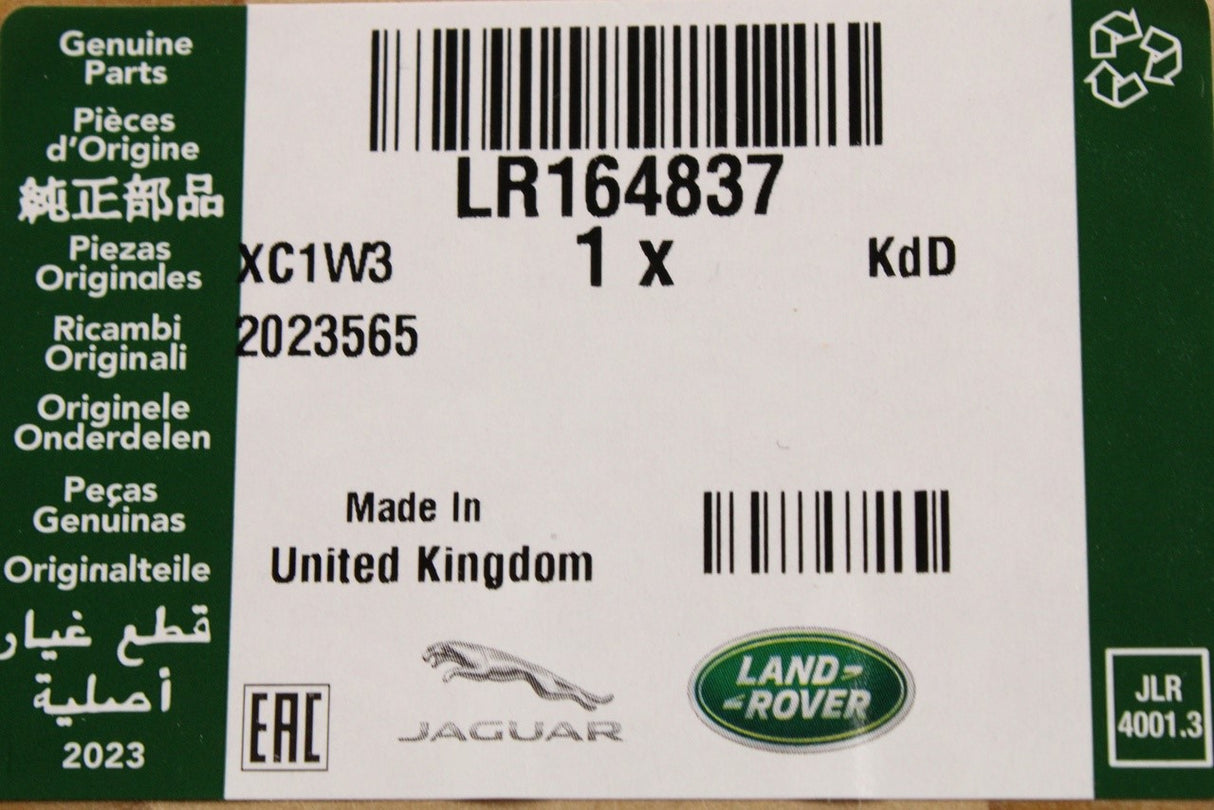 Genuine
Parts
Pièces
d'Origine
純正部品
Piezas
Originales
Ricambi
Originali
Originele
Onderdelen
Peças
Genuinas
Originalteile
قطع غيار
أصلية
2023
LR164837
XC1W3 1 x KdD
2023565
Made In
United Kingdom
EAC
JAGUAR
LAND-
-ROVER
JLR
4001.3